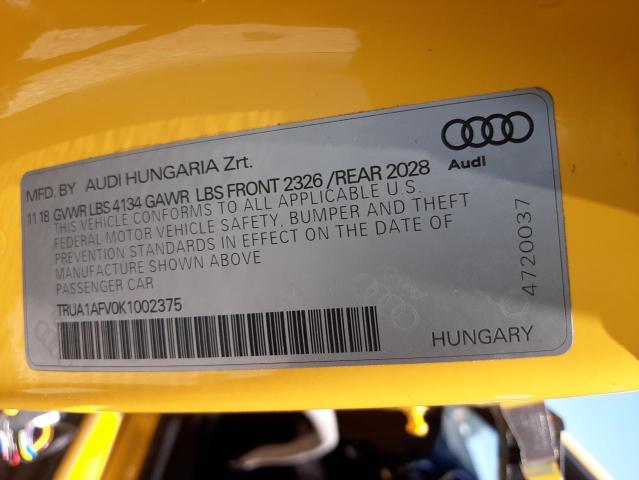 MFD. BY AUDI HUNGARIA Zrt.
11 18 GVWR LBS 4134 GAWR LBS FRONT 2326 /REAR 2028
THIS VEHICLE CONFORMS TO ALL APPLICABLE U.S.
FEDERAL MOTOR VEHICLE SAFETY, BUMPER AND THEFT
PREVENTION STANDARDS IN EFFECT ON THE DATE OF
MANUFACTURE SHOWN ABOVE
PASSENGER CAR
TRUA1AFV0K1002375
Audi
4720037
HUNGARY